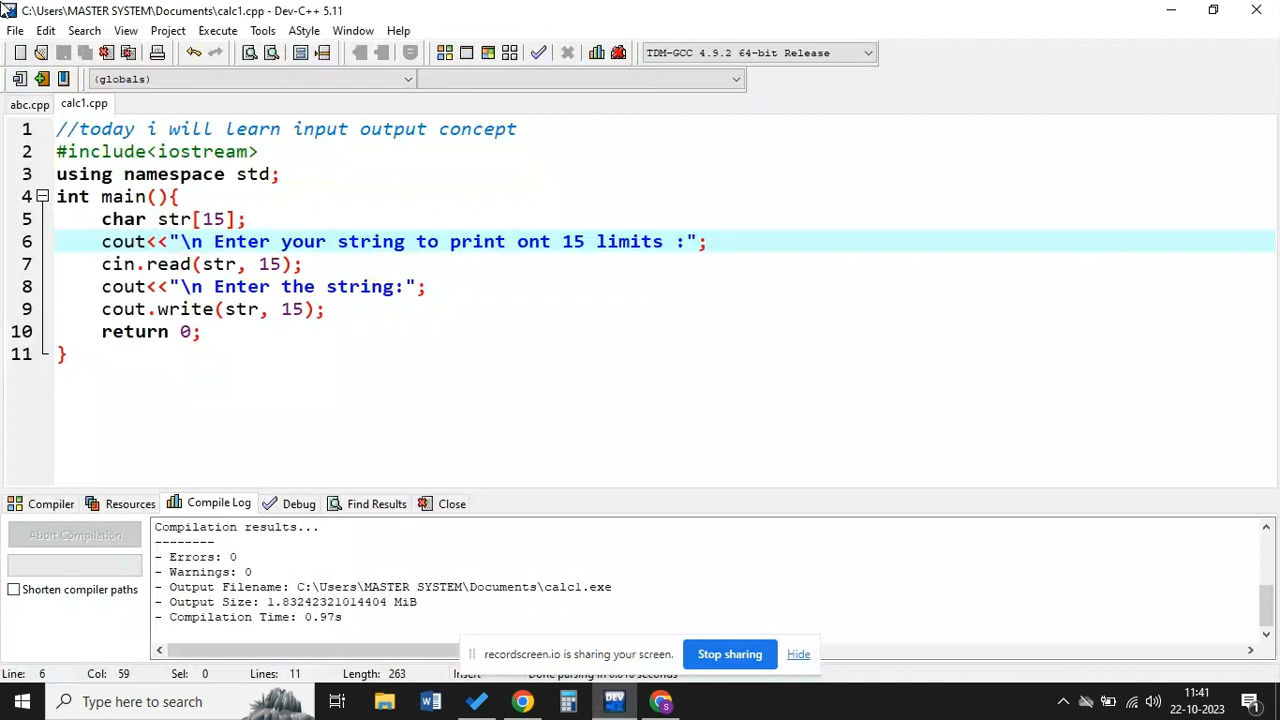 C:\Users\MASTER SYSTEM\Documents\calc1.cpp - Dev-C++ 5.11
File Edit Search View Project Execute Tools AStyle Window Help
TDM-GCC 4.9.2 64-bit Release
(globals)
abc.cpp calc1.cpp
1 //today i will learn input output concept
2 #include<iostream>
3 using namespace std;
4 int main(){
5 char str[15];
6 cout<<"\n Enter your string to print ont 15 limits :";
7 cin.read(str, 15);
8 cout<<"\n Enter the string:";
9 cout.write(str, 15);
10 return 0;
11 }
Compiler Resources Compile Log Debug Find Results Close
Abort Compilation
Shorten compiler paths
Compilation results...
--------
- Errors: 0
- Warnings: 0
- Output Filename: C:\Users\MASTER SYSTEM\Documents\calc1.exe
- Output Size: 1.83242321014404 MiB
- Compilation Time: 0.97s
recordscreen.io is sharing your screen. Stop sharing Hide
Line: 6 Col: 59 Sel: 0 Lines: 11 Length: 263 Insert Done parsing in 0.016 seconds
Type here to search
DEV
S
11:41
22-10-2023
1